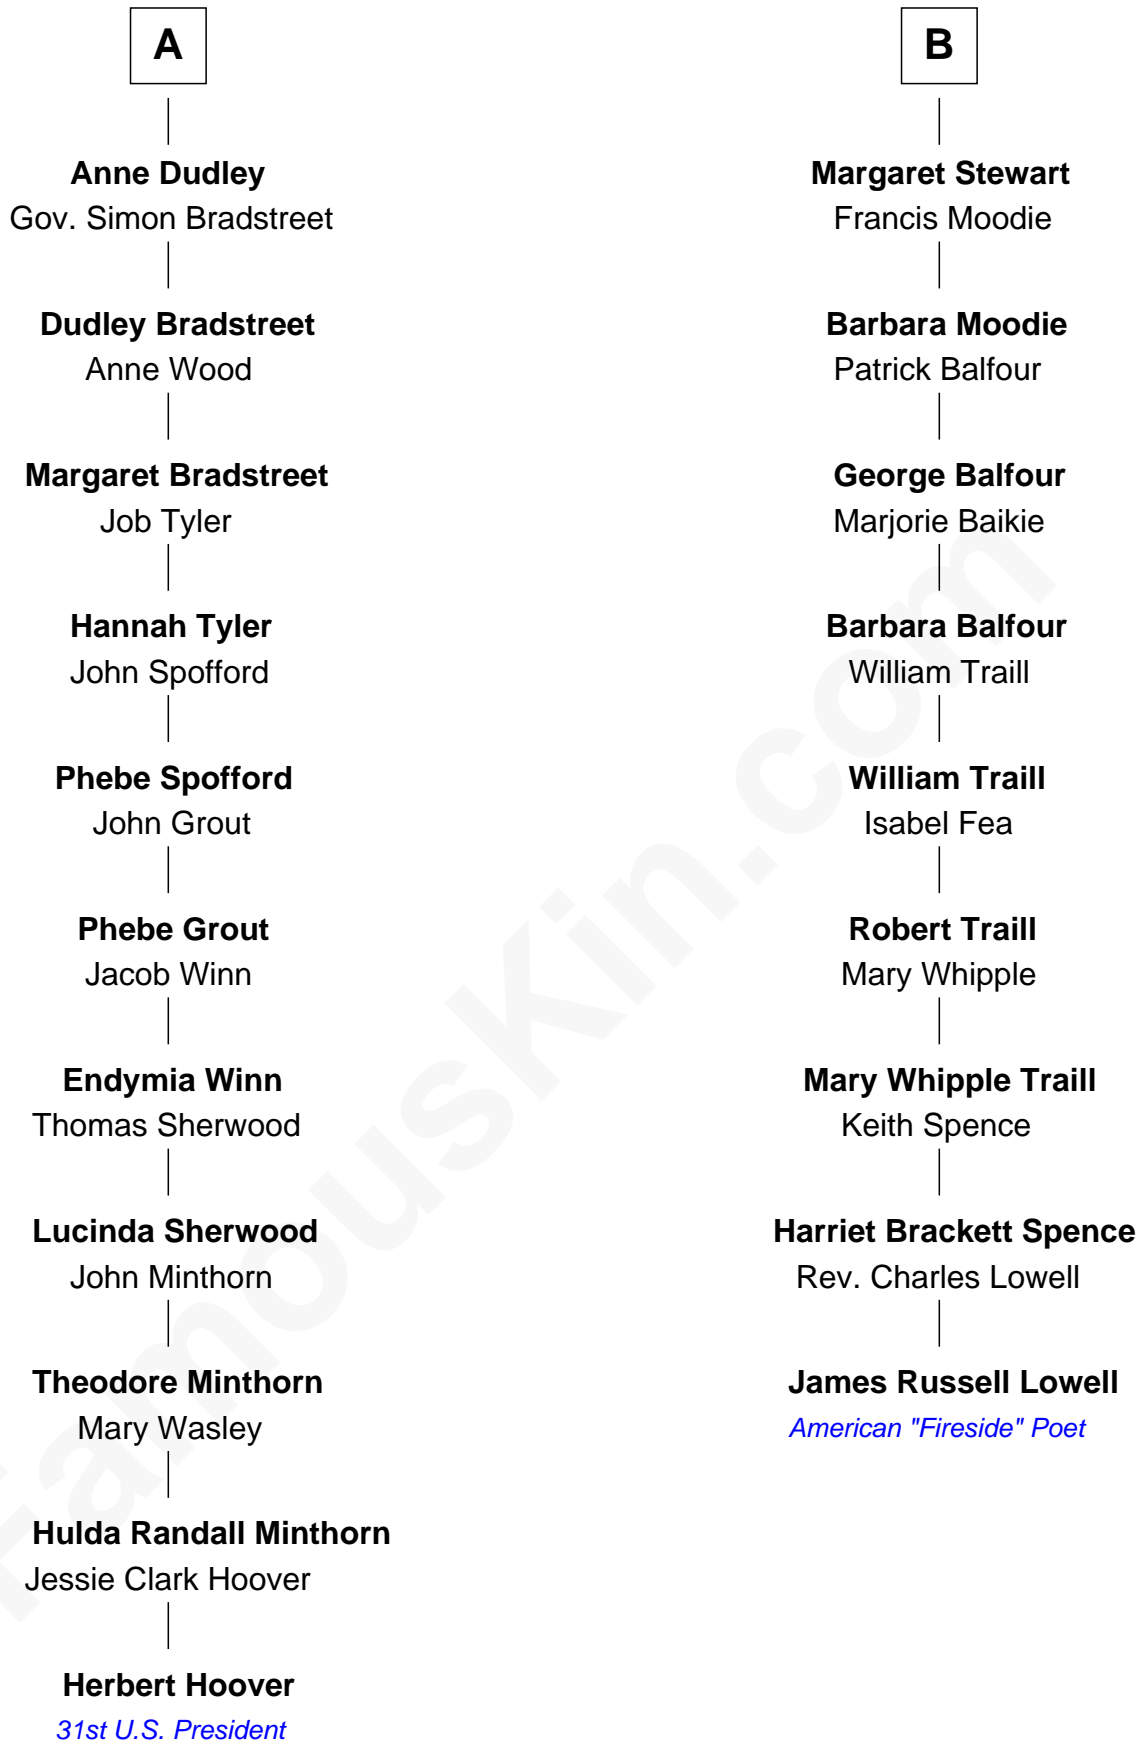 A
Anne Dudley
Gov. Simon Bradstreet
Dudley Bradstreet
Anne Wood
Margaret Bradstreet
Job Tyler
Hannah Tyler
John Spofford
Phebe Spofford
John Grout
Phebe Grout
Jacob Winn
Endymia Winn
Thomas Sherwood
Lucinda Sherwood
John Minthorn
Theodore Minthorn
Mary Wasley
Hulda Randall Minthorn
Jessie Clark Hoover
Herbert Hoover
31st U.S. President
B
Margaret Stewart
Francis Moodie
Barbara Moodie
Patrick Balfour
George Balfour
Marjorie Baikie
Barbara Balfour
William Traill
William Traill
Isabel Fea
Robert Traill
Mary Whipple
Mary Whipple Traill
Keith Spence
Harriet Brackett Spence
Rev. Charles Lowell
James Russell Lowell
American "Fireside" Poet
FamousKin.com